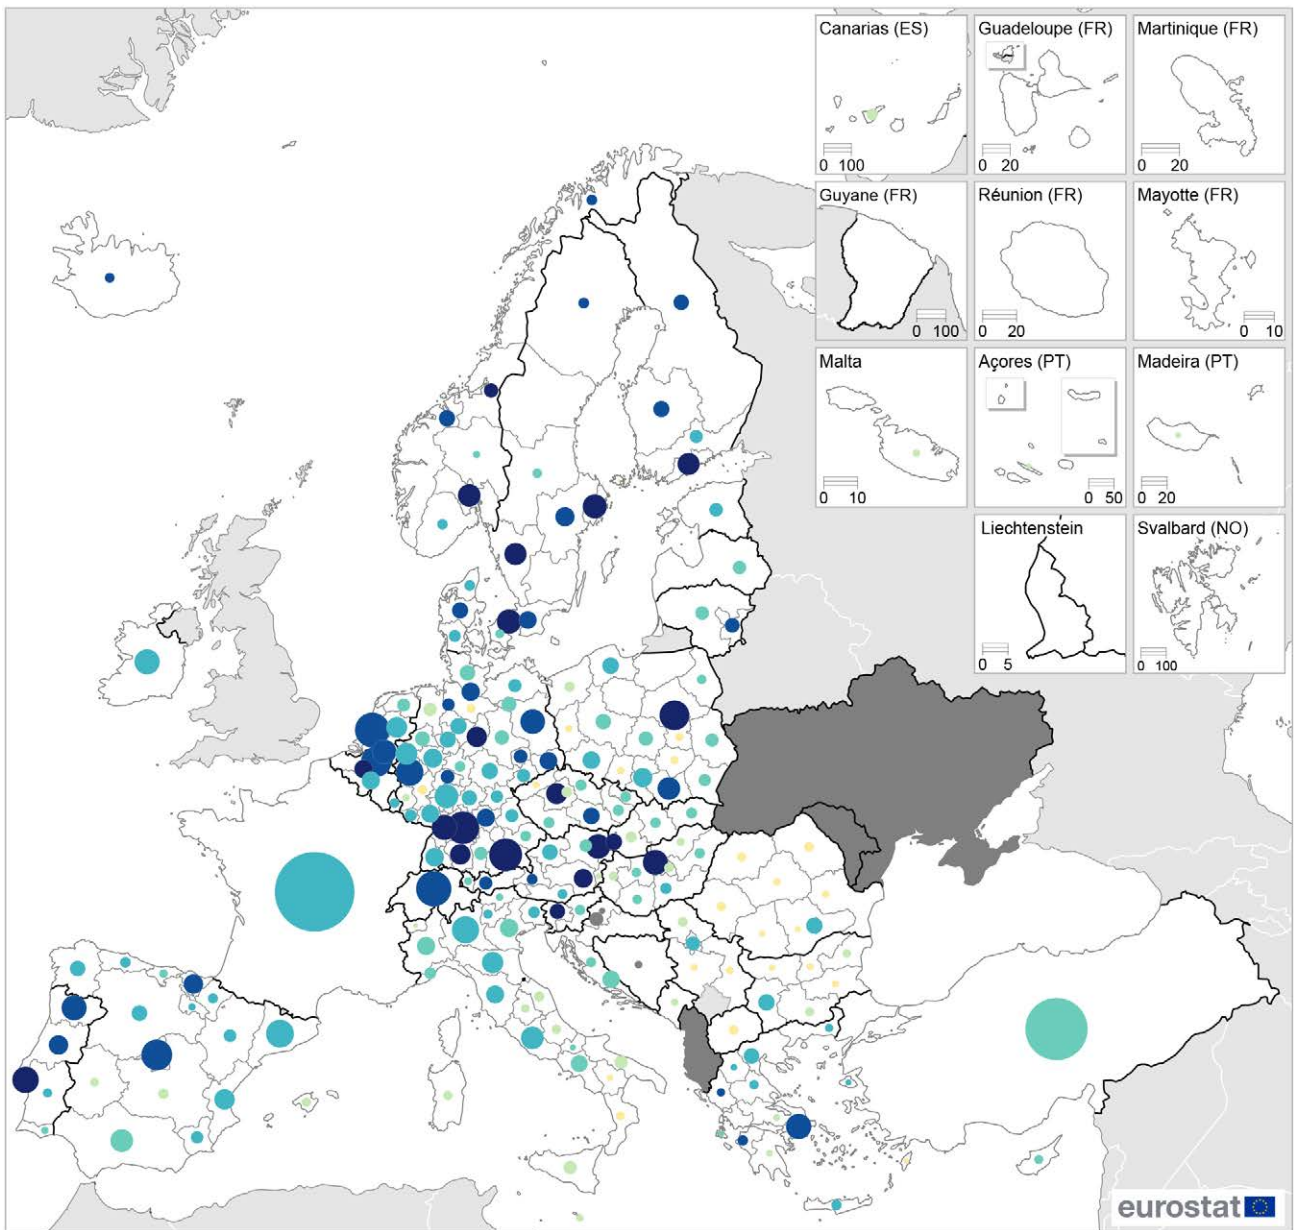 Canarias (ES)
0 100
Guadeloupe (FR)
0 20
Martinique (FR)
0 20
Guyane (FR)
0 100
Réunion (FR)
0 20
Mayotte (FR)
0 10
Malta
0 10
Açores (PT)
0 50
Madeira (PT)
0 20
Liechtenstein
0 5
Svalbard (NO)
0 100
eurostat